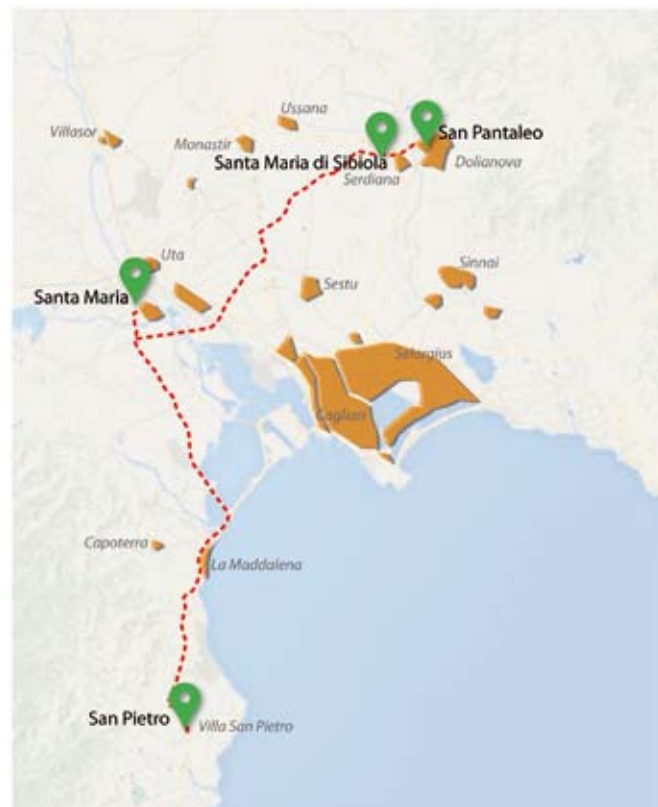 Ussana
Villasor
Monastir
San Pantaleo
Santa Maria di Sibiola
Dolianova
Serdiana
Uta
Sinnai
Sestu
Santa Maria
Selargius
Capoterra
La Maddalena
San Pietro
Villa San Pietro